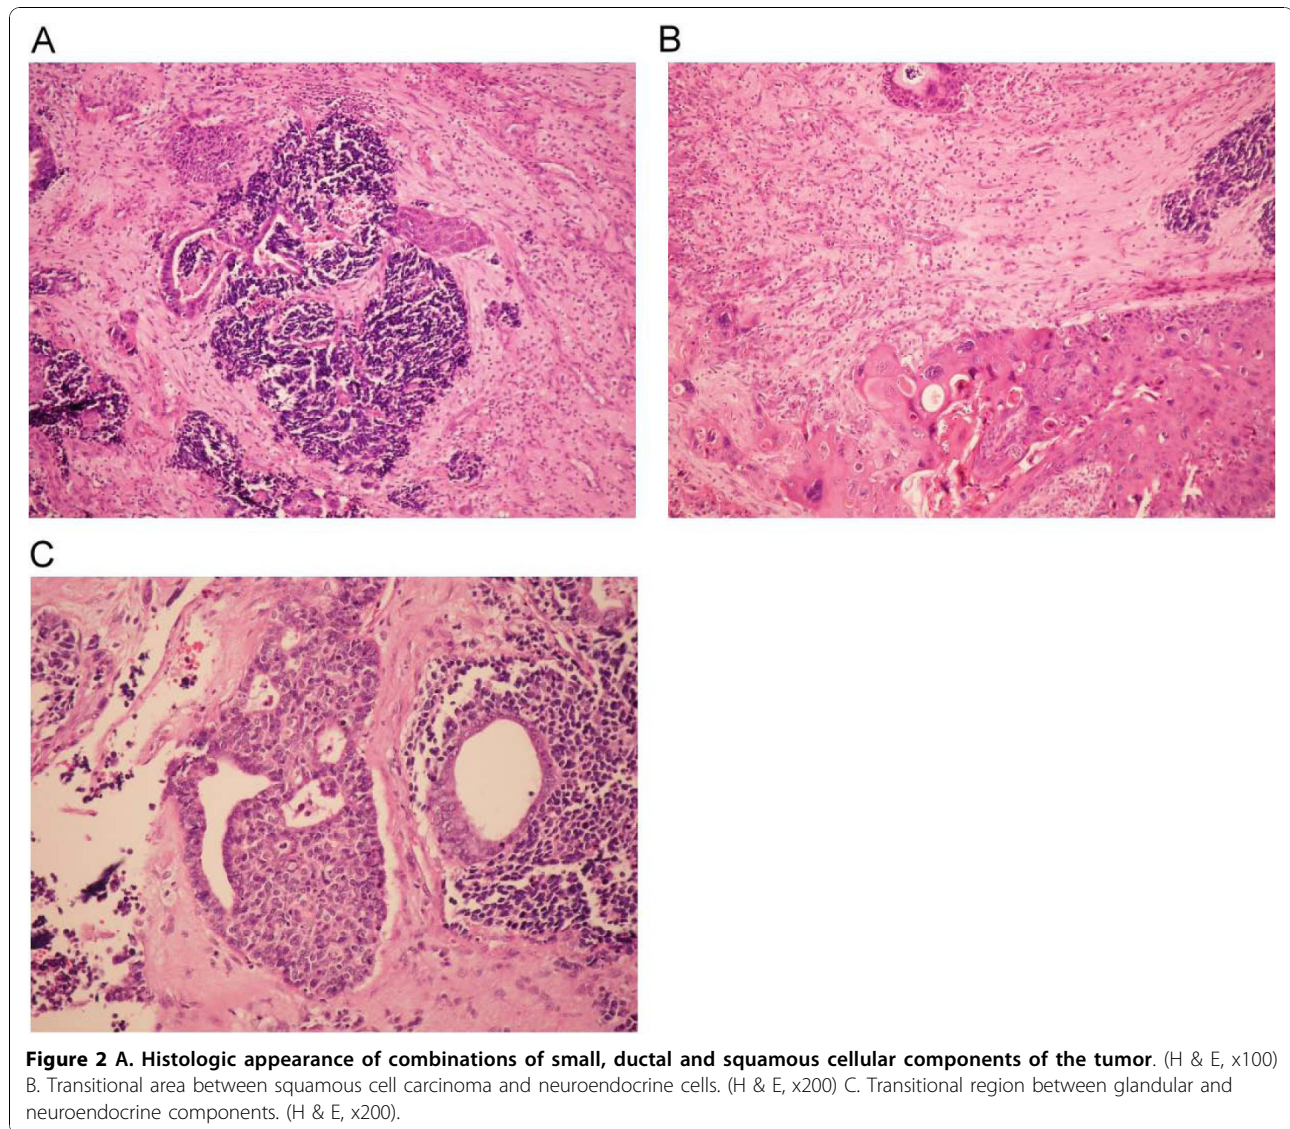 A
B
C
Figure 2 A. Histologic appearance of combinations of small, ductal and squamous cellular components of the tumor. (H & E, x100)
B. Transitional area between squamous cell carcinoma and neuroendocrine cells. (H & E, x200) C. Transitional region between glandular and
neuroendocrine components. (H & E, x200).